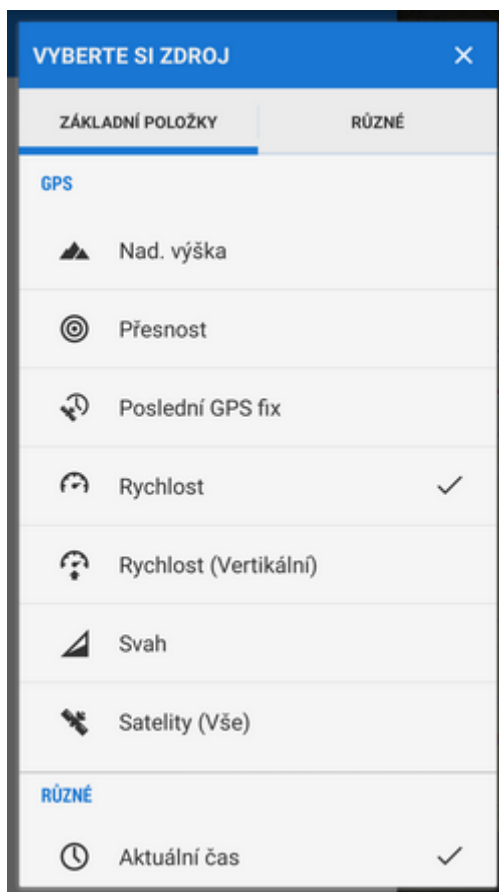 VYBERTE SI ZDROJ
ZÁKLADNÍ POLOŽKY RŮZNÉ
GPS
Nad. výška
Přesnost
Poslední GPS fix
Rychlost
Rychlost (Vertikální)
Svah
Satelity (Vše)
RŮZNÉ
Aktuální čas